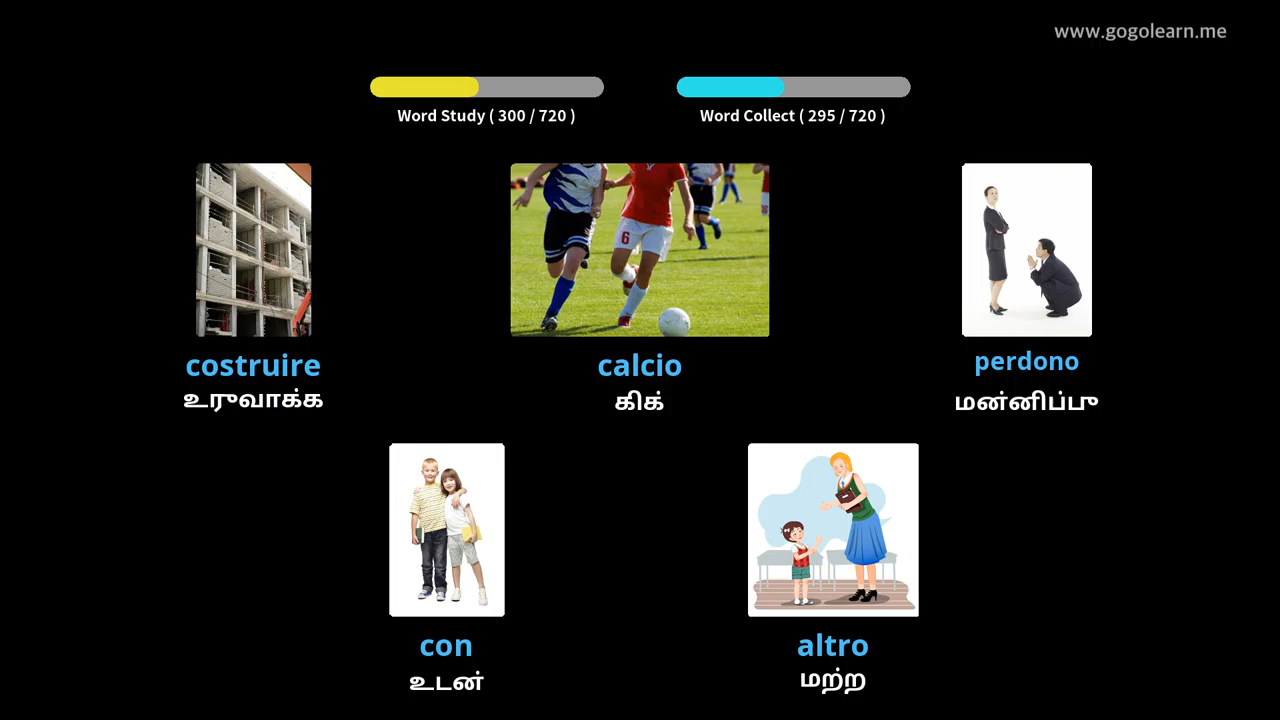 www.gogolearn.me
Word Study ( 300 / 720 )
Word Collect ( 295 / 720 )
costruire
உருவாக்க
calcio
கிக்
6
perdono
மன்னிப்பு
con
உடன்
altro
மற்ற